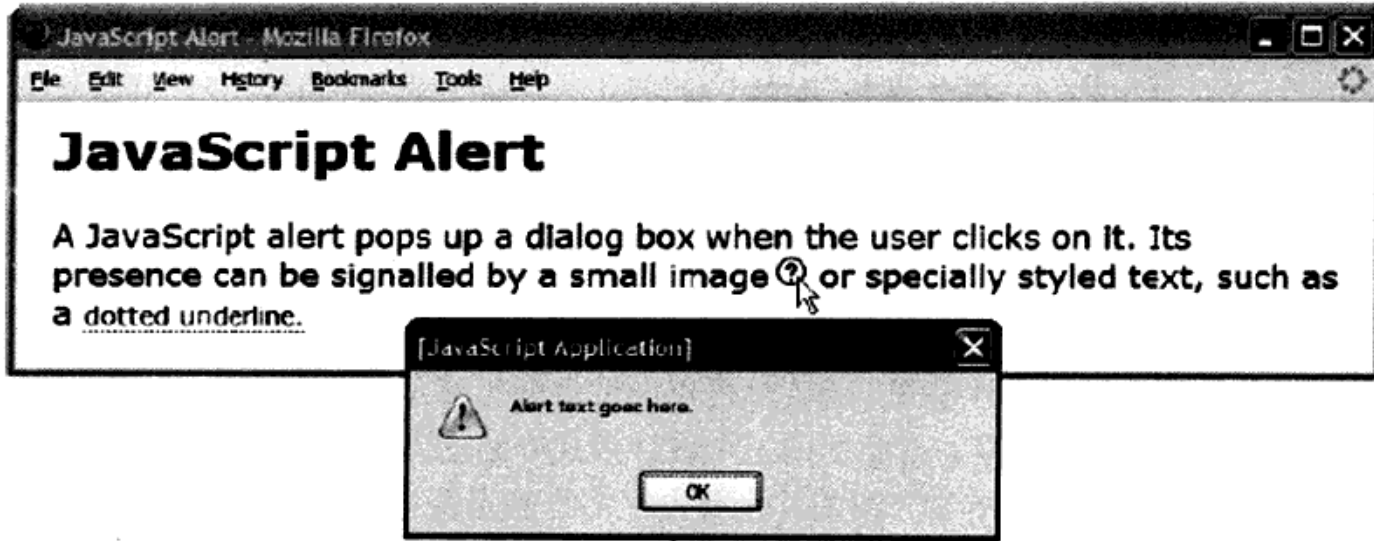 JavaScript Alert - Mozilla Firefox
File Edit View History Bookmarks Tools Help
JavaScript Alert
A JavaScript alert pops up a dialog box when the user clicks on it. Its
presence can be signalled by a small image ? or specially styled text, such as
a dotted underline.
[JavaScript Application]
Alert text goes here.
OK